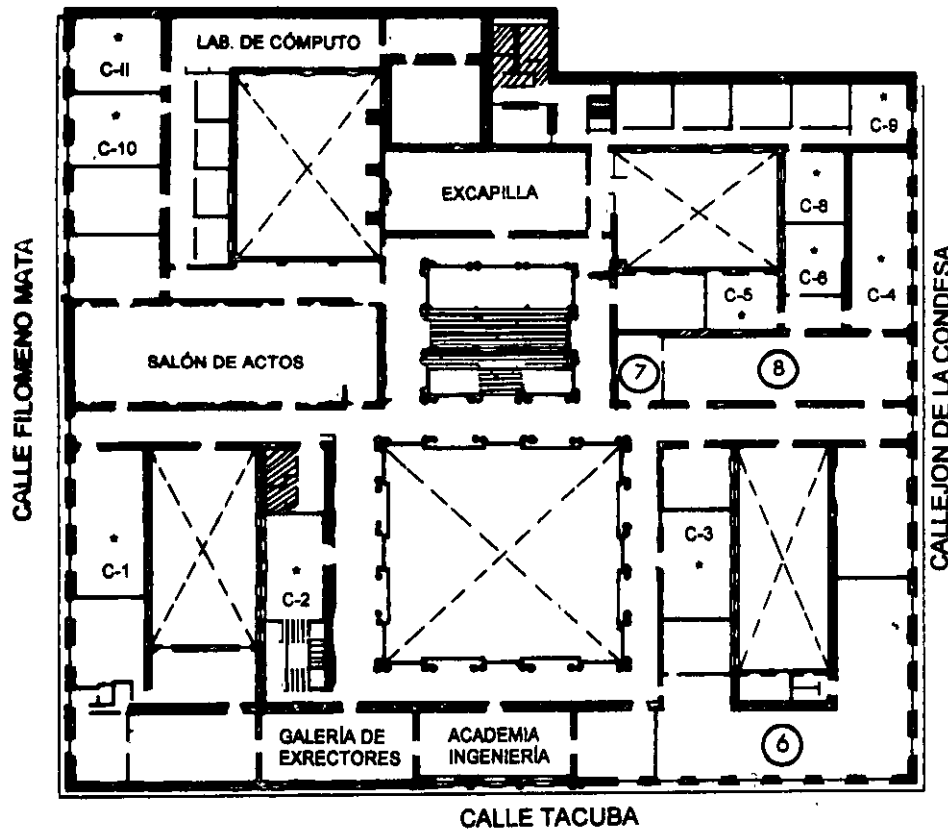 LAB. DE CÓMPUTO
C-II
C-10
C-9
EXCAPILLA
C-8
C-6
C-4
C-5
CALLE FILOMENO MATA
SALÓN DE ACTOS
7
8
CALLEJON DE LA CONDESA
C-1
C-2
C-3
GALERÍA DE
EXRECTORES
ACADEMIA
INGENIERÍA
6
CALLE TACUBA